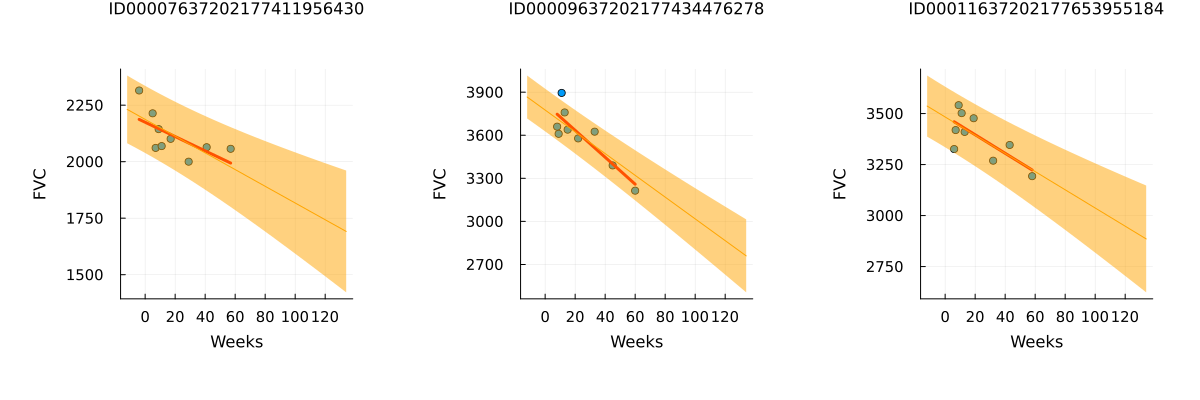 ID00007637202177411956430
ID00009637202177434476278
ID00011637202177653955184
2250
2000
1750
1500
FVC
0 20 40 60 80 100 120
Weeks
3900
3600
3300
3000
2700
FVC
0 20 40 60 80 100 120
Weeks
3500
3250
3000
2750
FVC
0 20 40 60 80 100 120
Weeks